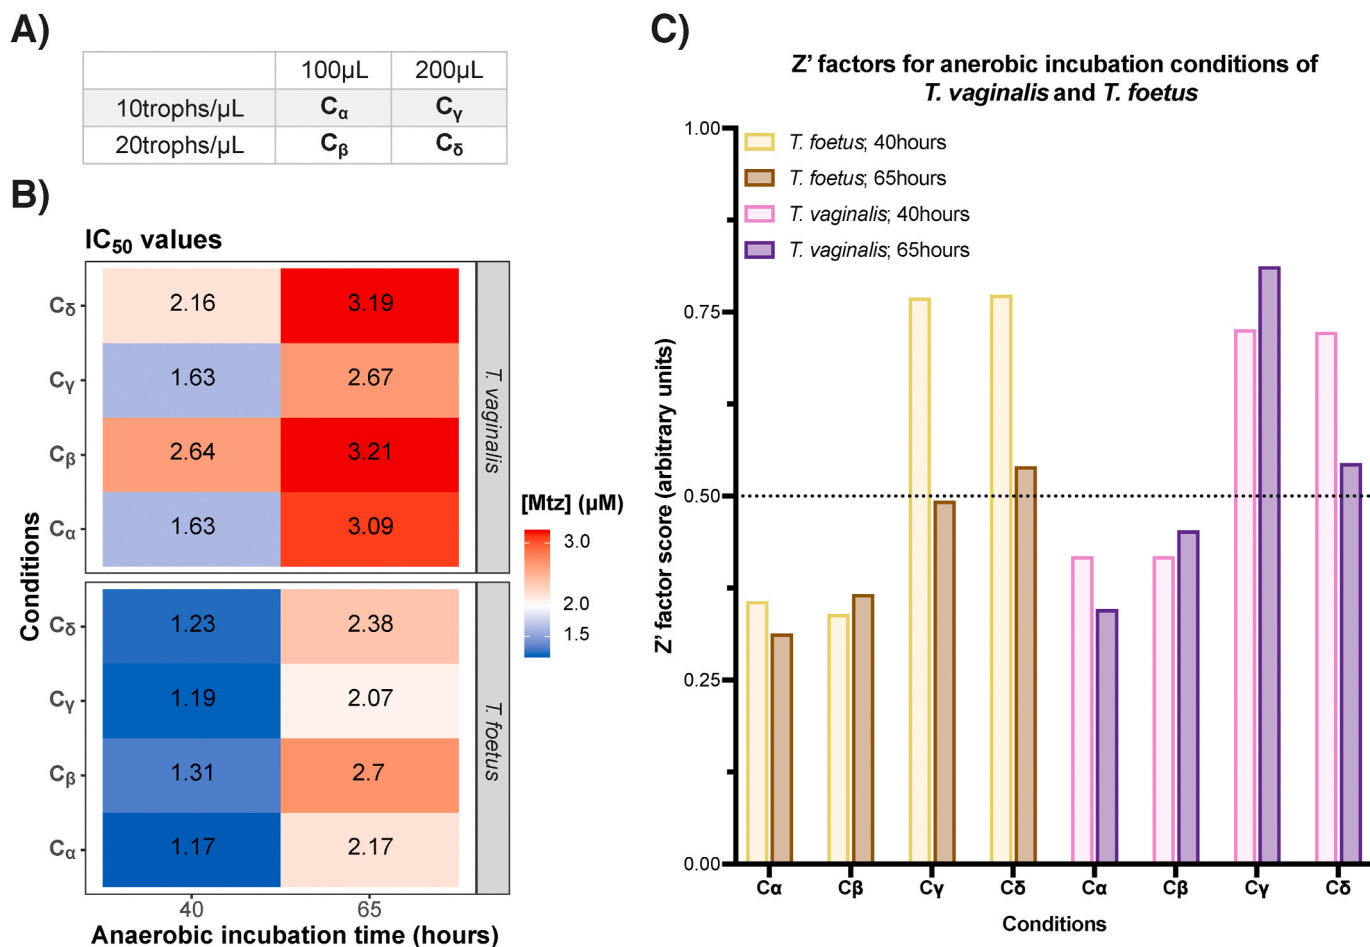 A)
100µL 200µL
10trophs/µL Cα Cγ
20trophs/µL Cβ Cδ
B)
IC50 values
Cδ 2.16 3.19
Cγ 1.63 2.67
Cβ 2.64 3.21
Cα 1.63 3.09
T. vaginalis
Cδ 1.23 2.38
Cγ 1.19 2.07
Cβ 1.31 2.7
Cα 1.17 2.17
T. foetus
40 65
Anaerobic incubation time (hours)
Conditions
[Mtz] (µM)
3.0
2.0
1.5
C)
Z’ factors for anerobic incubation conditions of
T. vaginalis and T. foetus
T. foetus; 40hours
T. foetus; 65hours
T. vaginalis; 40hours
T. vaginalis; 65hours
Z’ factor score (arbitrary units)
1.00
0.75
0.50
0.25
0.00
Cα Cβ Cγ Cδ Cα Cβ Cγ Cδ
Conditions